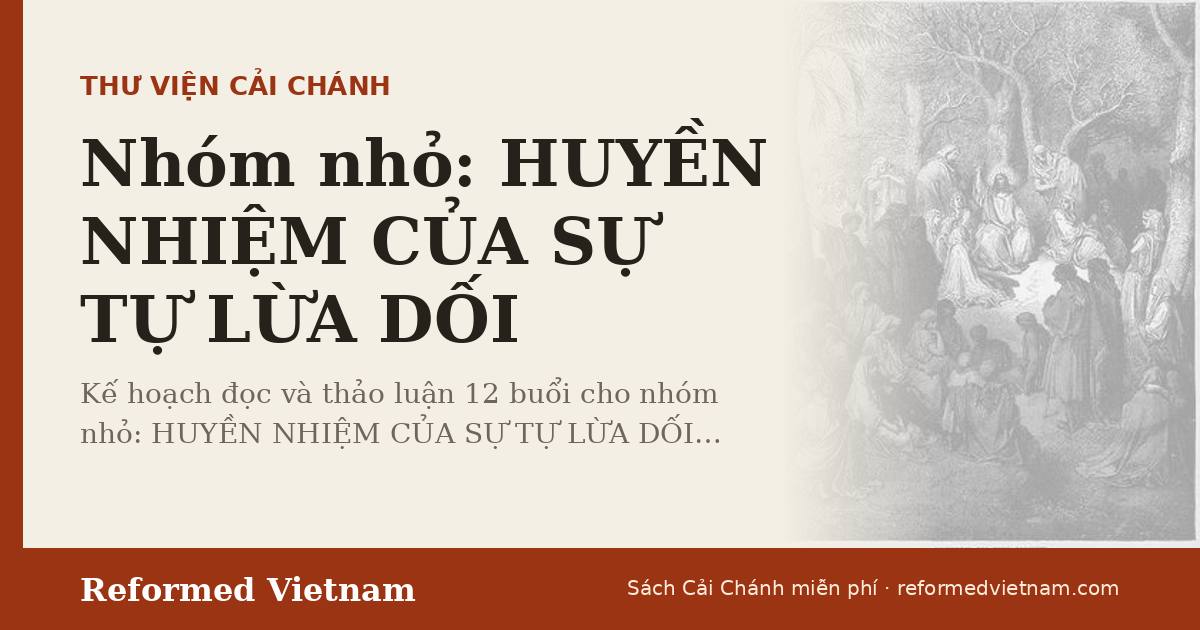 THƯ VIỆN CẢI CHÁNH
Nhóm nhỏ: HUYỀN
NHIỆM CỦA SỰ
TỰ LỪA DỐI
Kế hoạch đọc và thảo luận 12 buổi cho nhóm
nhỏ: HUYỀN NHIỆM CỦA SỰ TỰ LỪA DỐI...
Reformed Vietnam
Sách Cải Chánh miễn phí · reformedvietnam.com